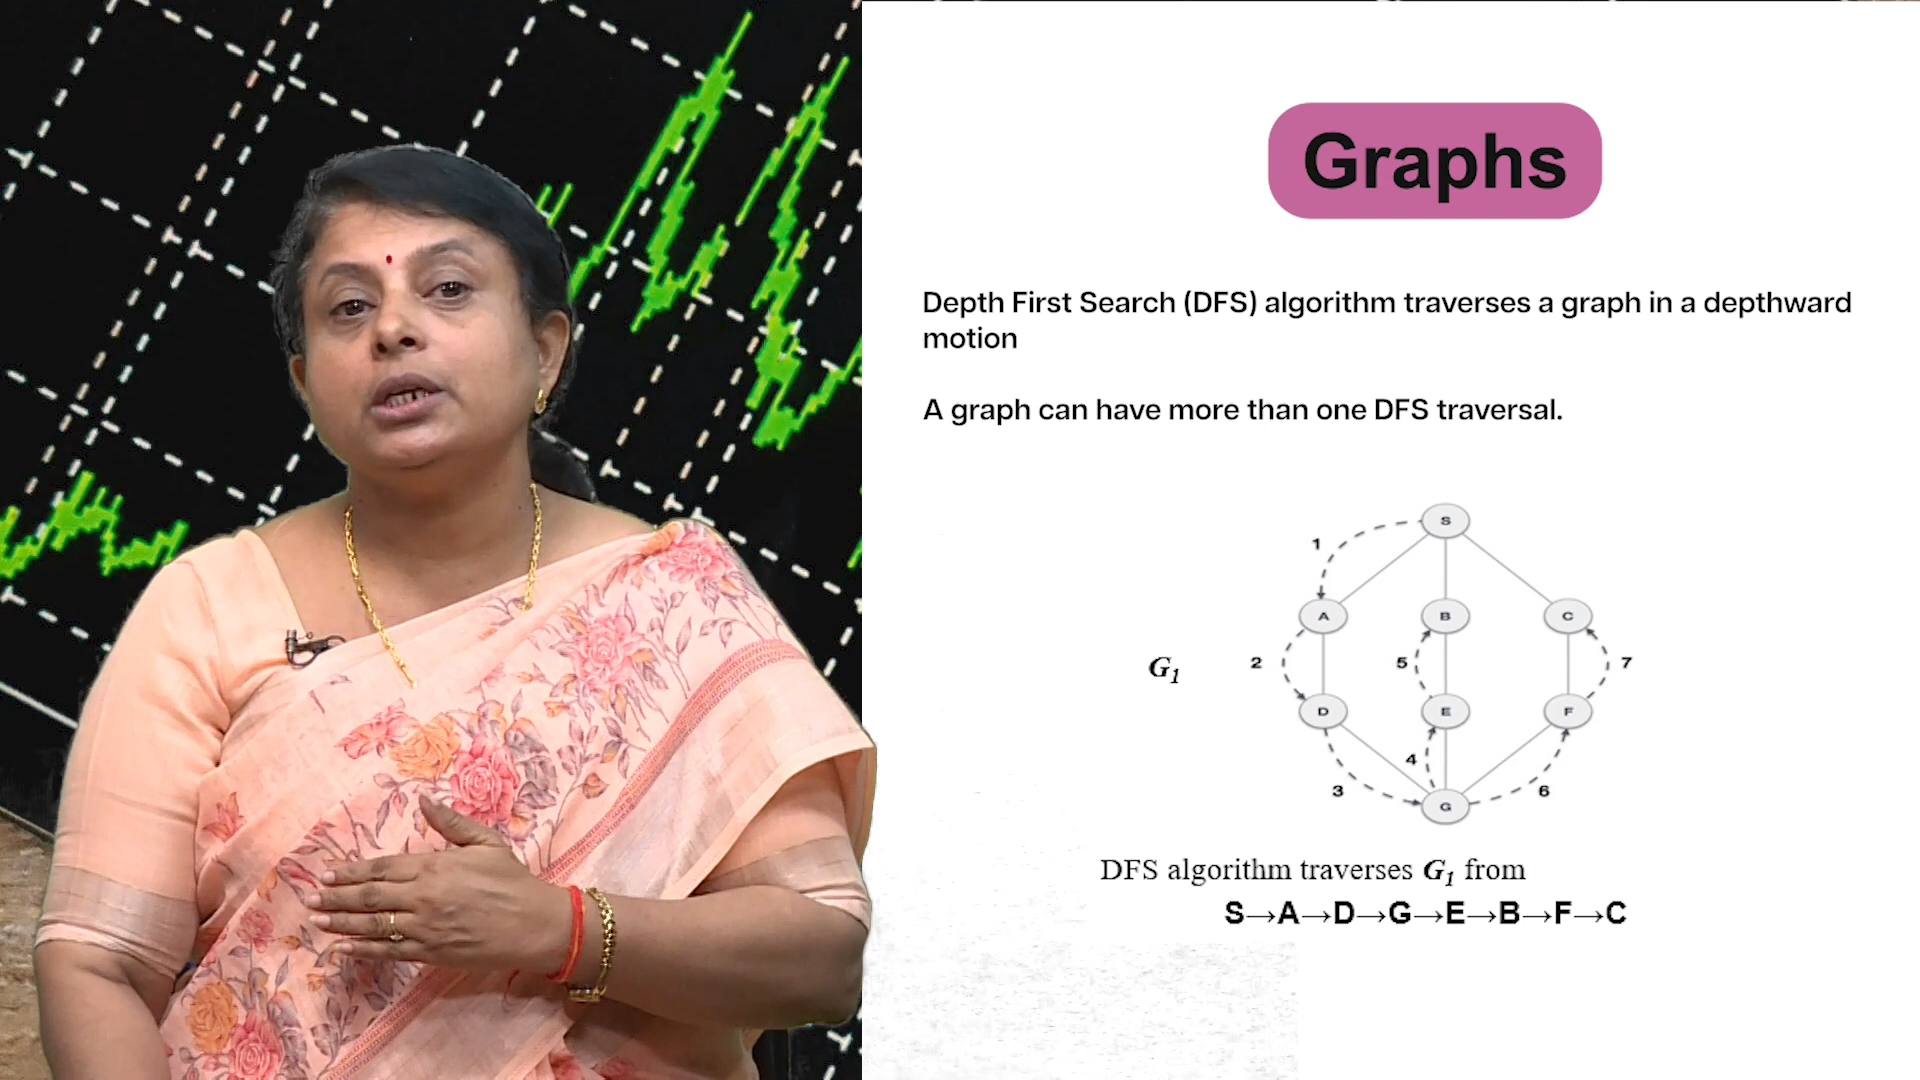 Graphs
Depth First Search (DFS) algorithm traverses a graph in a depthward
motion
A graph can have more than one DFS traversal.
S
1
A
B
C
G1
2
5
7
D
E
F
4
3
6
G
DFS algorithm traverses G1 from
S→A→D→G→E→B→F→C